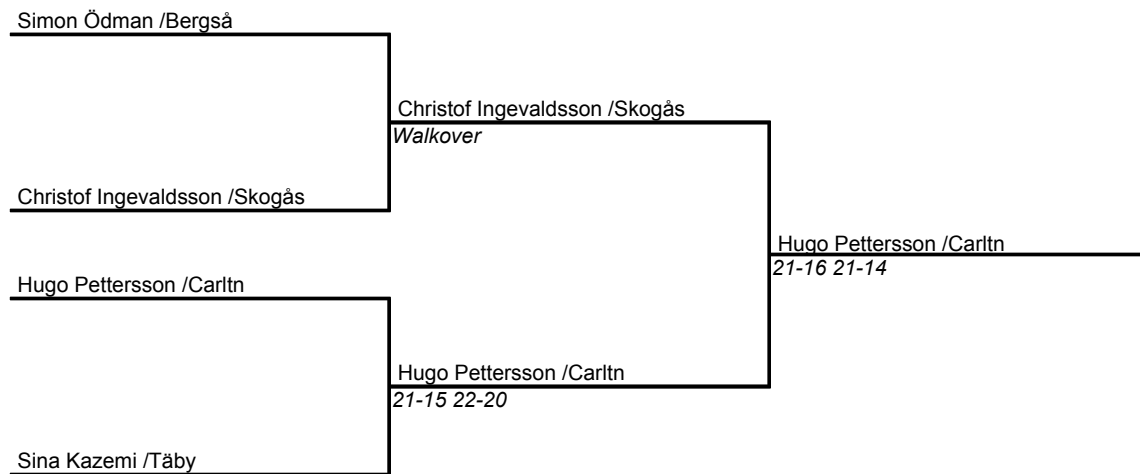 Simon Ödman /Bergså
Christof Ingevaldsson /Skogås
Walkover
Christof Ingevaldsson /Skogås
Hugo Pettersson /Carltn
21-16 21-14
Hugo Pettersson /Carltn
Hugo Pettersson /Carltn
21-15 22-20
Sina Kazemi /Täby